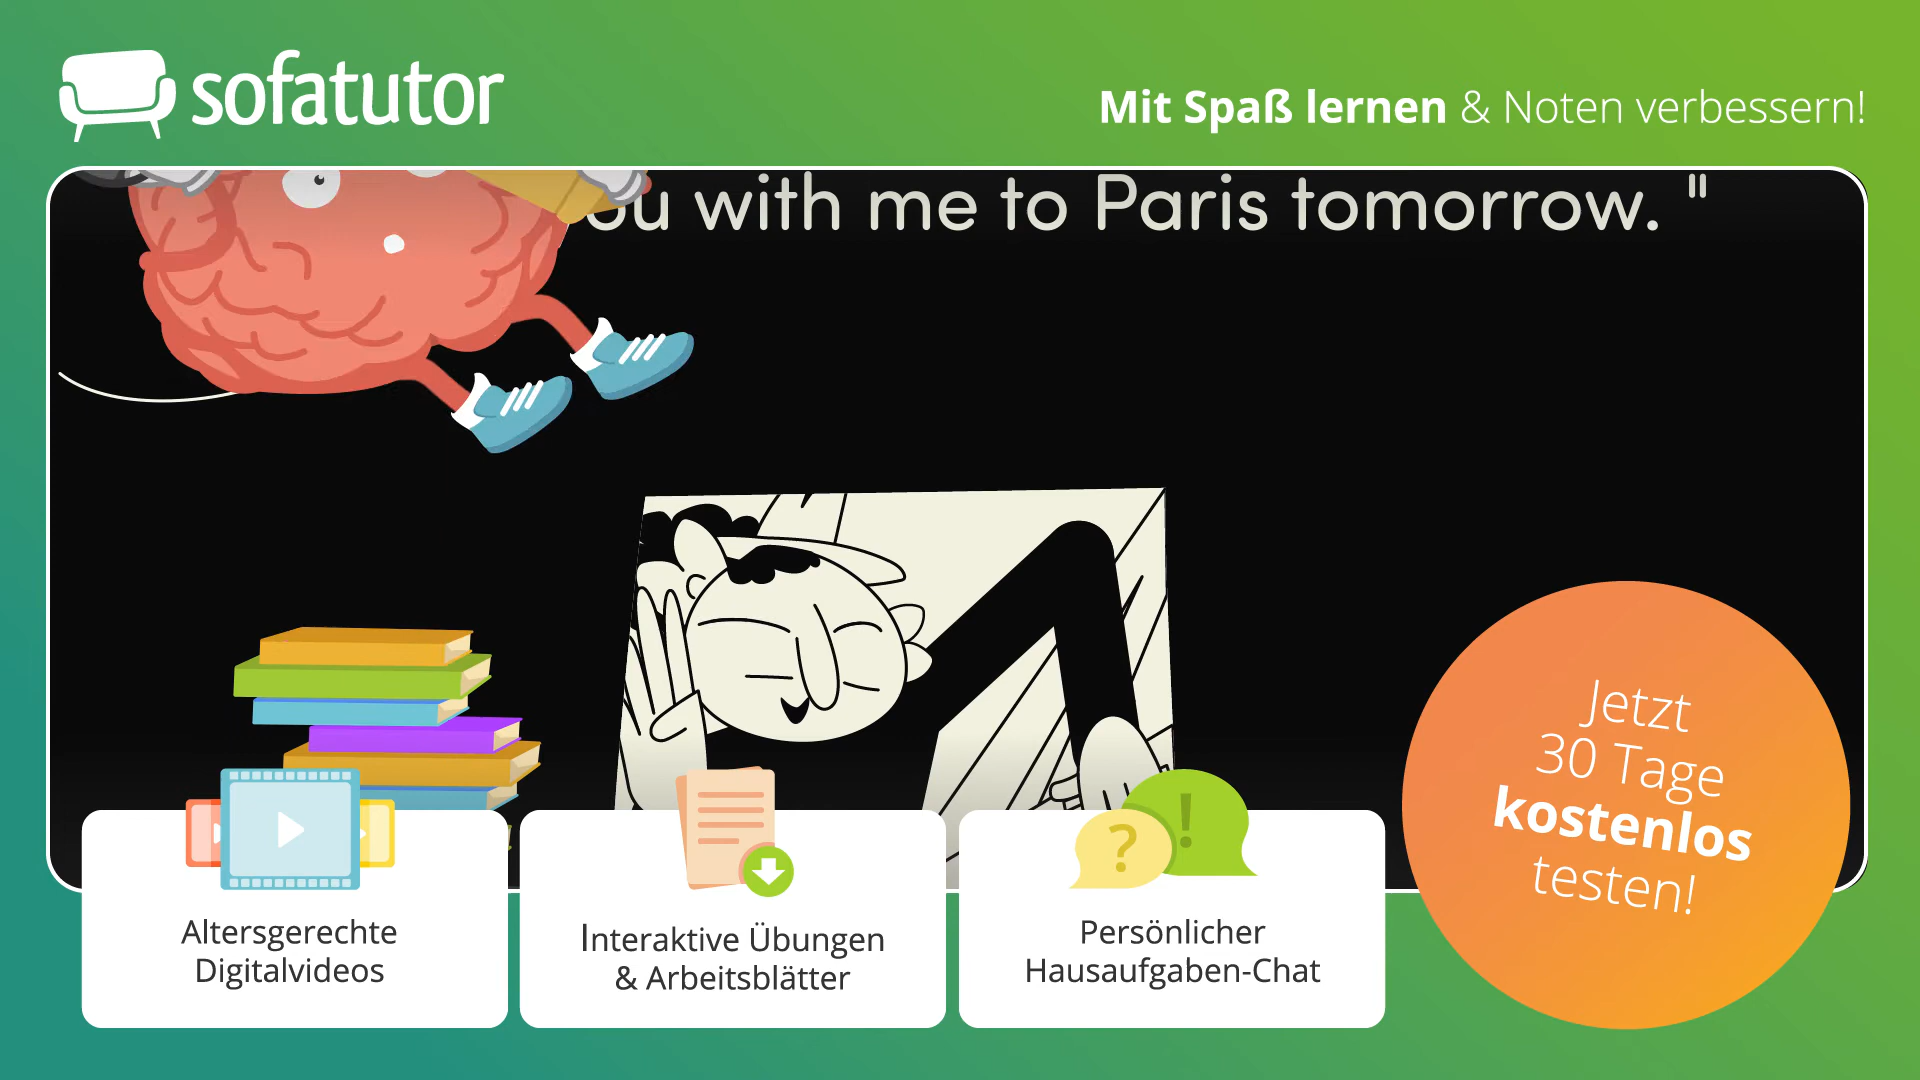 sofatutor
Mit Spaß lernen & Noten verbessern!
ou with me to Paris tomorrow. "
Jetzt
30 Tage
kostenlos
testen!
? !
Altersgerechte
Digitalvideos
Interaktive Übungen
& Arbeitsblätter
Persönlicher
Hausaufgaben-Chat